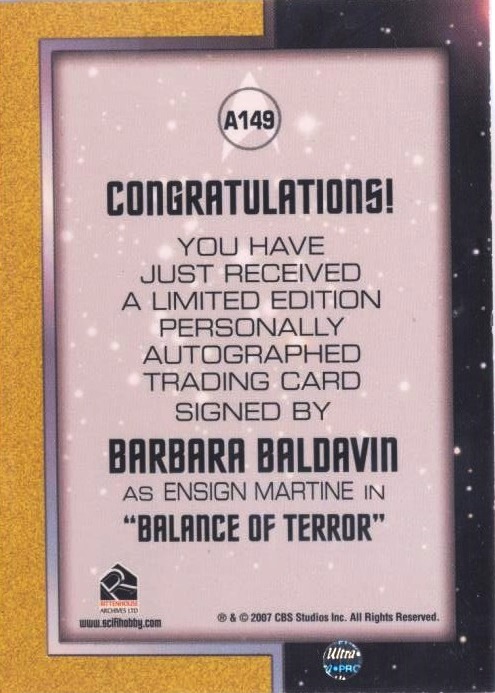 A149
CONGRATULATIONS!
YOU HAVE
JUST RECEIVED
A LIMITED EDITION
PERSONALLY
AUTOGRAPHED
TRADING CARD
SIGNED BY
BARBARA BALDAVIN
AS ENSIGN MARTINE IN
"BALANCE OF TERROR"
RITTENHOUSE
ARCHIVES LTD
www.scifihobby.com
® & © 2007 CBS Studios Inc. All Rights Reserved.
Ultra
PRO